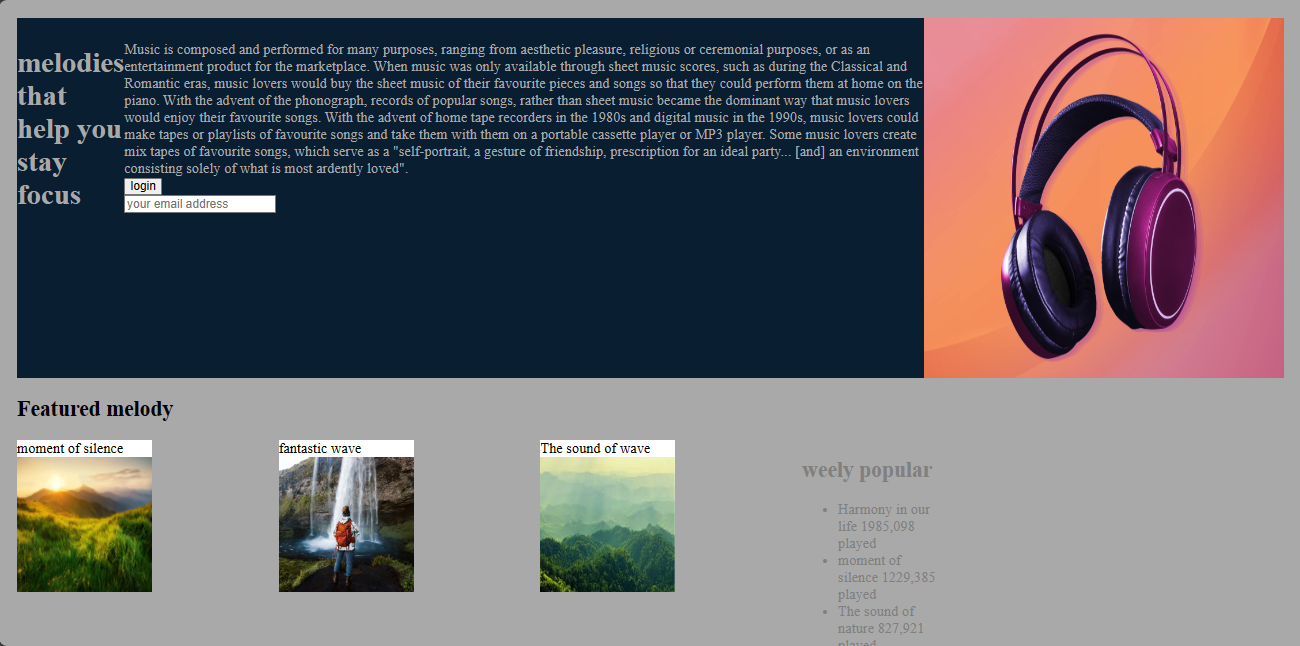 melodies
that
help you
stay
focus
Music is composed and performed for many purposes, ranging from aesthetic pleasure, religious or ceremonial purposes, or as an
entertainment product for the marketplace. When music was only available through sheet music scores, such as during the Classical and
Romantic eras, music lovers would buy the sheet music of their favourite pieces and songs so that they could perform them at home on the
piano. With the advent of the phonograph, records of popular songs, rather than sheet music became the dominant way that music lovers
would enjoy their favourite songs. With the advent of home tape recorders in the 1980s and digital music in the 1990s, music lovers could
make tapes or playlists of favourite songs and take them with them on a portable cassette player or MP3 player. Some music lovers create
mix tapes of favourite songs, which serve as a "self-portrait, a gesture of friendship, prescription for an ideal party... [and] an environment
consisting solely of what is most ardently loved".
login
your email address
Featured melody
moment of silence
fantastic wave
The sound of wave
weely popular
• Harmony in our
life 1985,098
played
• moment of
silence 1229,385
played
• The sound of
nature 827,921
played